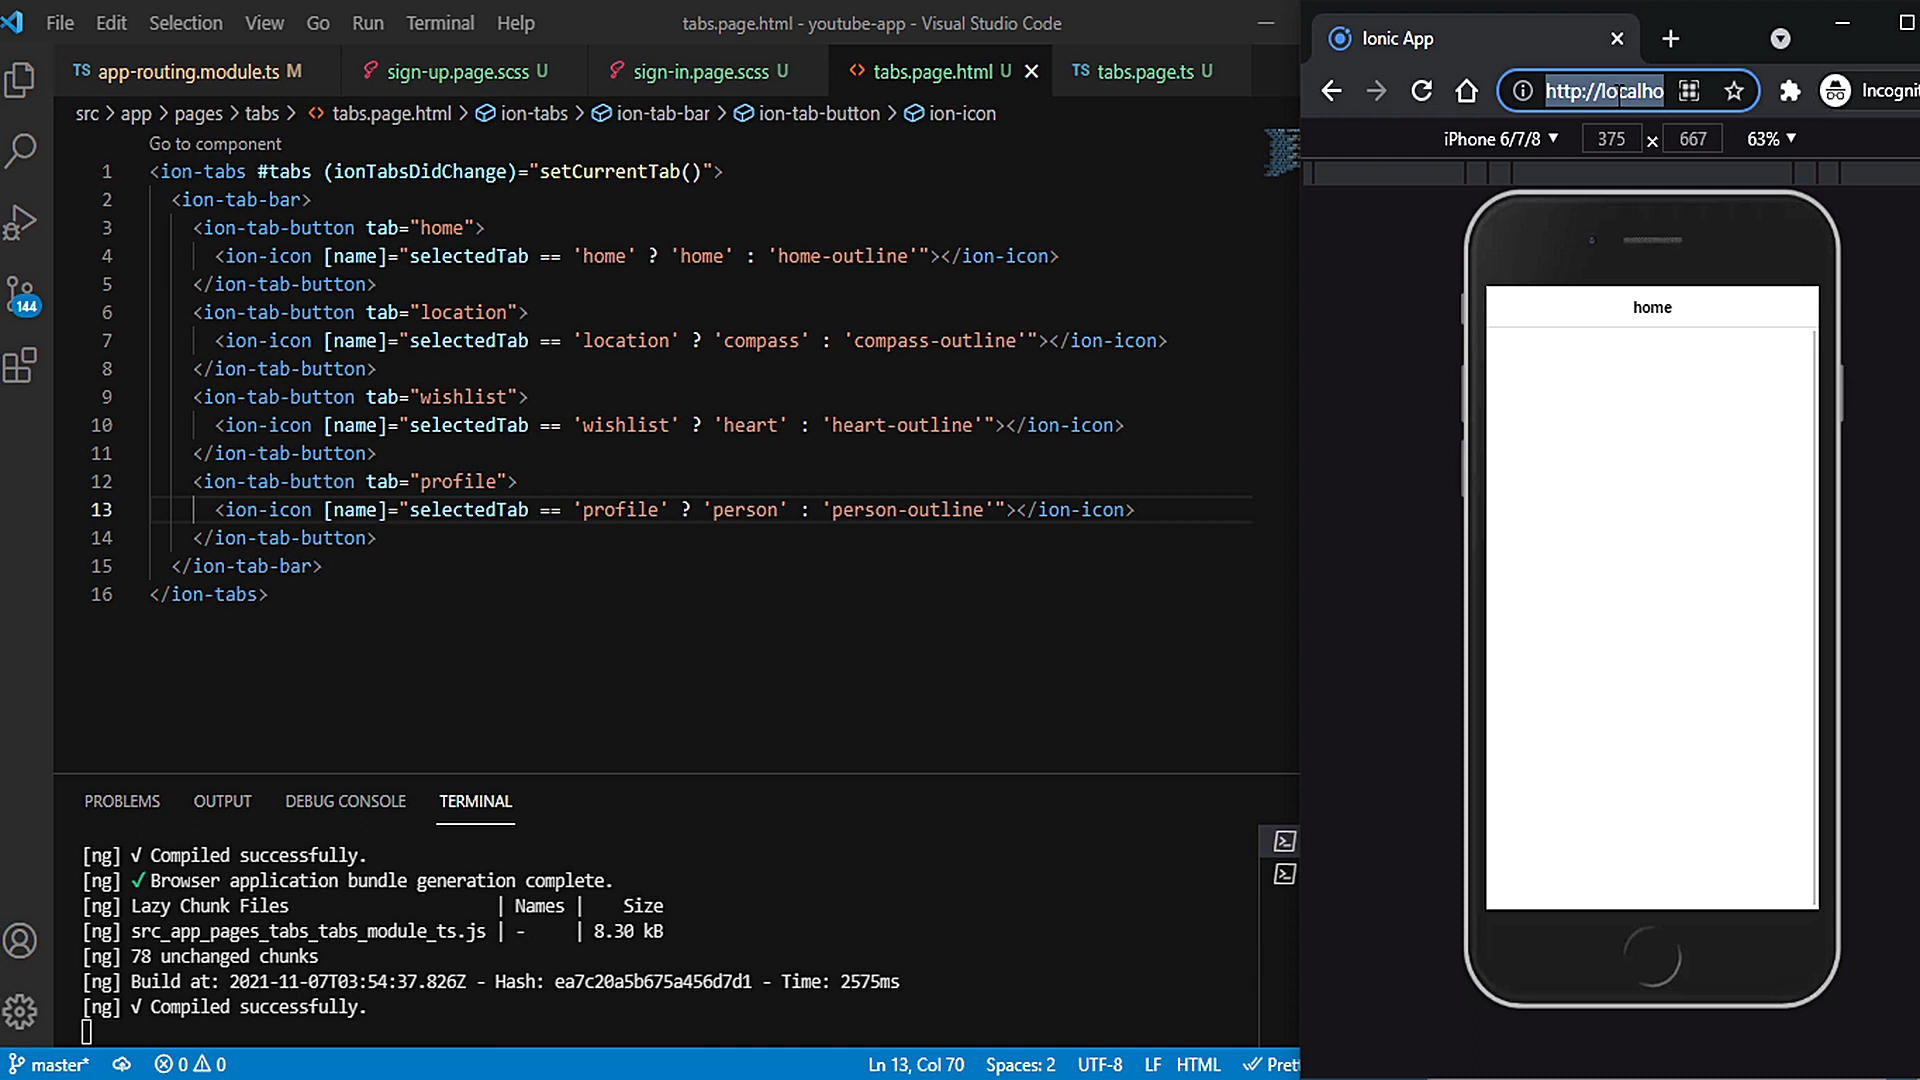 File Edit Selection View Go Run Terminal Help
tabs.page.html - youtube-app - Visual Studio Code
TS app-routing.module.ts M
sign-up.page.scss U
sign-in.page.scss U
<> tabs.page.html U
TS tabs.page.ts U
src > app > pages > tabs > <> tabs.page.html > ion-tabs > ion-tab-bar > ion-tab-button > ion-icon
Go to component
1 <ion-tabs #tabs (ionTabsDidChange)="setCurrentTab()">
2 <ion-tab-bar>
3 <ion-tab-button tab="home">
4 <ion-icon [name]="selectedTab == 'home' ? 'home' : 'home-outline'"></ion-icon>
5 </ion-tab-button>
6 <ion-tab-button tab="location">
7 <ion-icon [name]="selectedTab == 'location' ? 'compass' : 'compass-outline'"></ion-icon>
8 </ion-tab-button>
9 <ion-tab-button tab="wishlist">
10 <ion-icon [name]="selectedTab == 'wishlist' ? 'heart' : 'heart-outline'"></ion-icon>
11 </ion-tab-button>
12 <ion-tab-button tab="profile">
13 <ion-icon [name]="selectedTab == 'profile' ? 'person' : 'person-outline'"></ion-icon>
14 </ion-tab-button>
15 </ion-tab-bar>
16 </ion-tabs>
144
PROBLEMS OUTPUT DEBUG CONSOLE TERMINAL
[ng] √ Compiled successfully.
[ng] ✓ Browser application bundle generation complete.
[ng] Lazy Chunk Files | Names | Size
[ng] src_app_pages_tabs_tabs_module_ts.js | - | 8.30 kB
[ng] 78 unchanged chunks
[ng] Build at: 2021-11-07T03:54:37.826Z - Hash: ea7c20a5b675a456d7d1 - Time: 2575ms
[ng] √ Compiled successfully.
master* 0 0 Ln 13, Col 70 Spaces: 2 UTF-8 LF HTML Prett
Ionic App
http://localho
Incognit
iPhone 6/7/8 375 x 667 63%
home